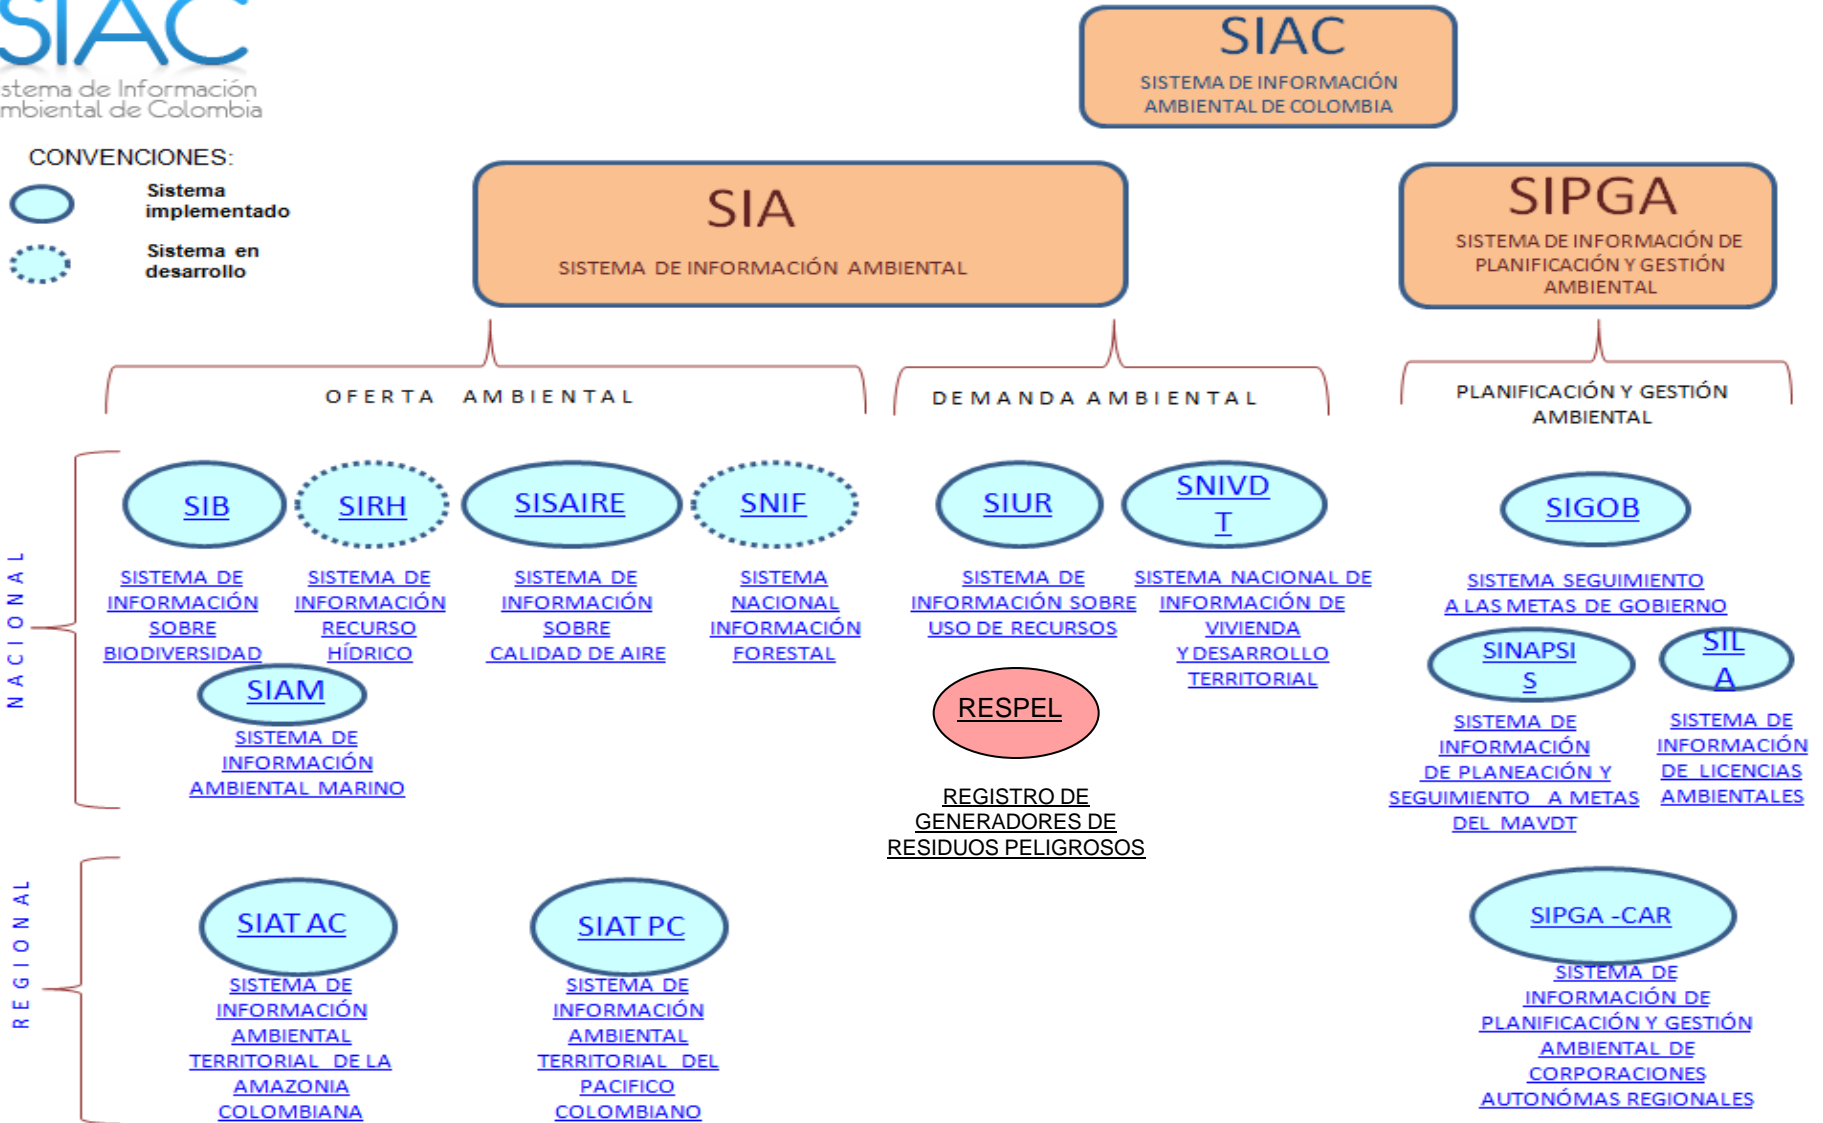 SIAC
stema de Información
mbiental de Colombia
SIAC
SISTEMA DE INFORMACIÓN
AMBIENTAL DE COLOMBIA
CONVENCIONES:
Sistema
implementado
Sistema en
desarrollo
SIA
SISTEMA DE INFORMACIÓN AMBIENTAL
SIPGA
SISTEMA DE INFORMACIÓN DE
PLANIFICACIÓN Y GESTIÓN
AMBIENTAL
OFERTA AMBIENTAL
DEMANDA AMBIENTAL
PLANIFICACIÓN Y GESTIÓN
AMBIENTAL
NACIONAL
SIB
SISTEMA DE
INFORMACIÓN
SOBRE
BIODIVERSIDAD
SIRH
SISTEMA DE
INFORMACIÓN
RECURSO
HÍDRICO
SISAIRE
SISTEMA DE
INFORMACIÓN
SOBRE
CALIDAD DE AIRE
SNIF
SISTEMA
NACIONAL
INFORMACIÓN
FORESTAL
SIUR
SISTEMA DE
INFORMACIÓN SOBRE
USO DE RECURSOS
SNIVD
T
SISTEMA NACIONAL DE
INFORMACIÓN DE
VIVIENDA
Y DESARROLLO
TERRITORIAL
SIGOB
SISTEMA SEGUIMIENTO
A LAS METAS DE GOBIERNO
SIAM
SISTEMA DE
INFORMACIÓN
AMBIENTAL MARINO
RESPEL
REGISTRO DE
GENERADORES DE
RESIDUOS PELIGROSOS
SINAPSI
S
SISTEMA DE
INFORMACIÓN
DE PLANEACIÓN Y
SEGUIMIENTO A METAS
DEL MAVDT
SIL
A
SISTEMA DE
INFORMACIÓN
DE LICENCIAS
AMBIENTALES
REGIONAL
SIAT AC
SISTEMA DE
INFORMACIÓN
AMBIENTAL
TERRITORIAL DE LA
AMAZONIA
COLOMBIANA
SIAT PC
SISTEMA DE
INFORMACIÓN
AMBIENTAL
TERRITORIAL DEL
PACIFICO
COLOMBIANO
SIPGA -CAR
SISTEMA DE
INFORMACIÓN DE
PLANIFICACIÓN Y GESTIÓN
AMBIENTAL DE
CORPORACIONES
AUTONÓMAS REGIONALES